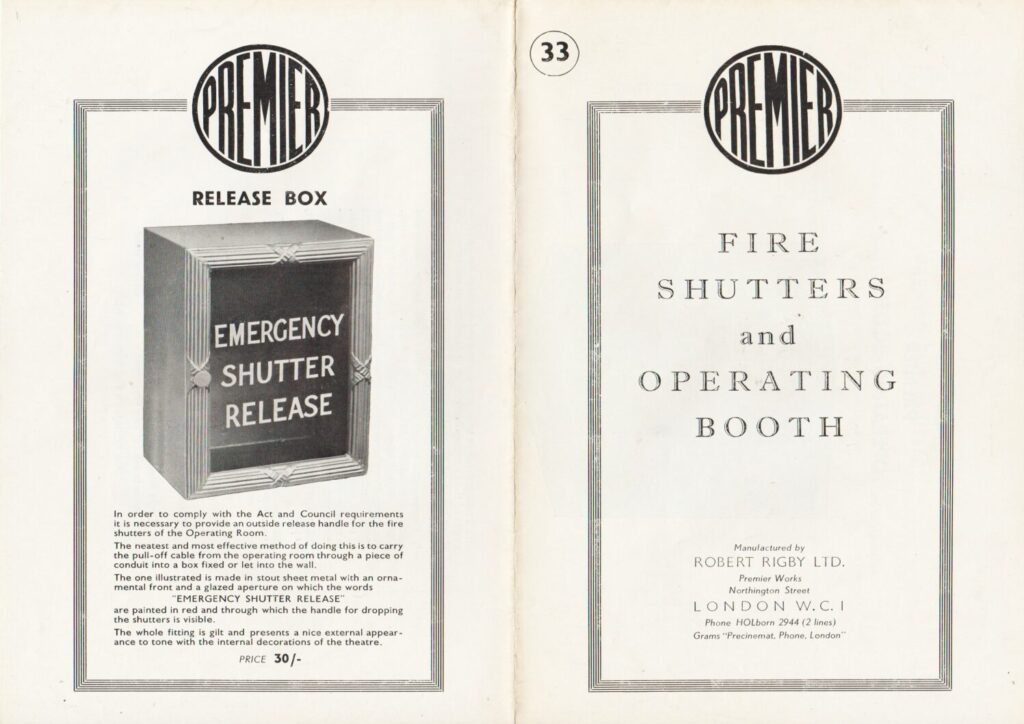 PREMIER
RELEASE BOX
EMERGENCY
SHUTTER
RELEASE
In order to comply with the Act and Council requirements
it is necessary to provide an outside release handle for the fire
shutters of the Operating Room.
The neatest and most effective method of doing this is to carry
the pull-off cable from the operating room through a piece of
conduit into a box fixed or let into the wall.
The one illustrated is made in stout sheet metal with an orna-
mental front and a glazed aperture on which the words
"EMERGENCY SHUTTER RELEASE"
are painted in red and through which the handle for dropping
the shutters is visible.
The whole fitting is gilt and presents a nice external appear-
ance to tone with the internal decorations of the theatre.
PRICE 30/-
33
PREMIER
FIRE
SHUTTERS
and
OPERATING
BOOTH
Manufactured by
ROBERT RIGBY LTD.
Premier Works
Northington Street
LONDON W.C.1
Phone HOLborn 2944 (2 lines)
Grams "Precinemat, Phone, London"